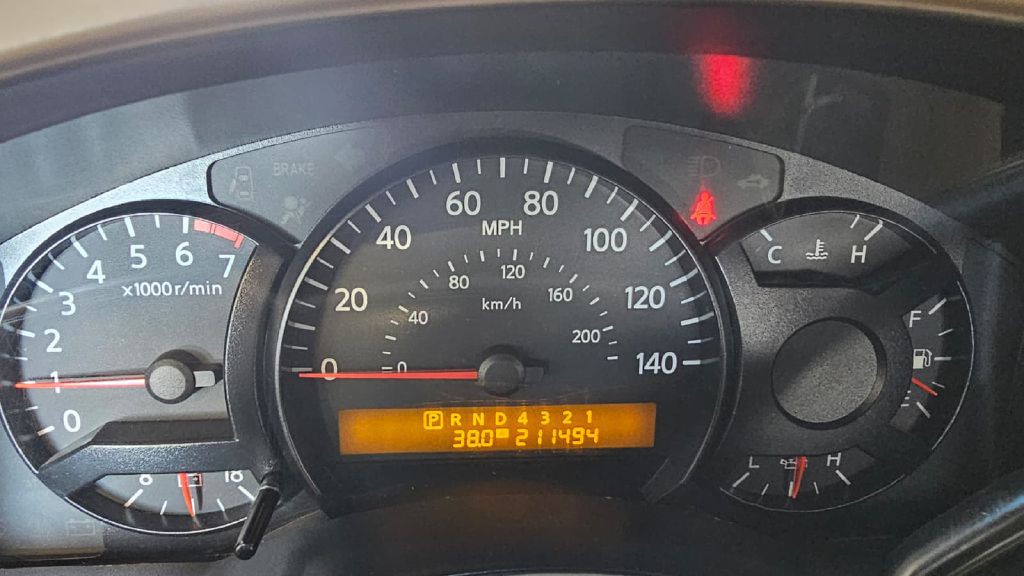 BRAKE
0 1 2 3 4 5 6 7
x1000 r/min
8 18
0 20 40 60 80 100 120 140
MPH
0 40 80 120 160 200
km/h
P R N D 4 3 2 1
38.0 211494
C H
F
L H